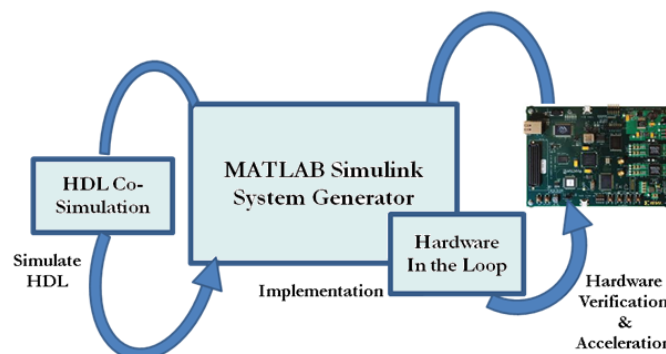 MATLAB Simulink
System Generator
HDL Co-
Simulation
Simulate
HDL
Hardware
In the Loop
Implementation
Hardware
Verification
&
Acceleration